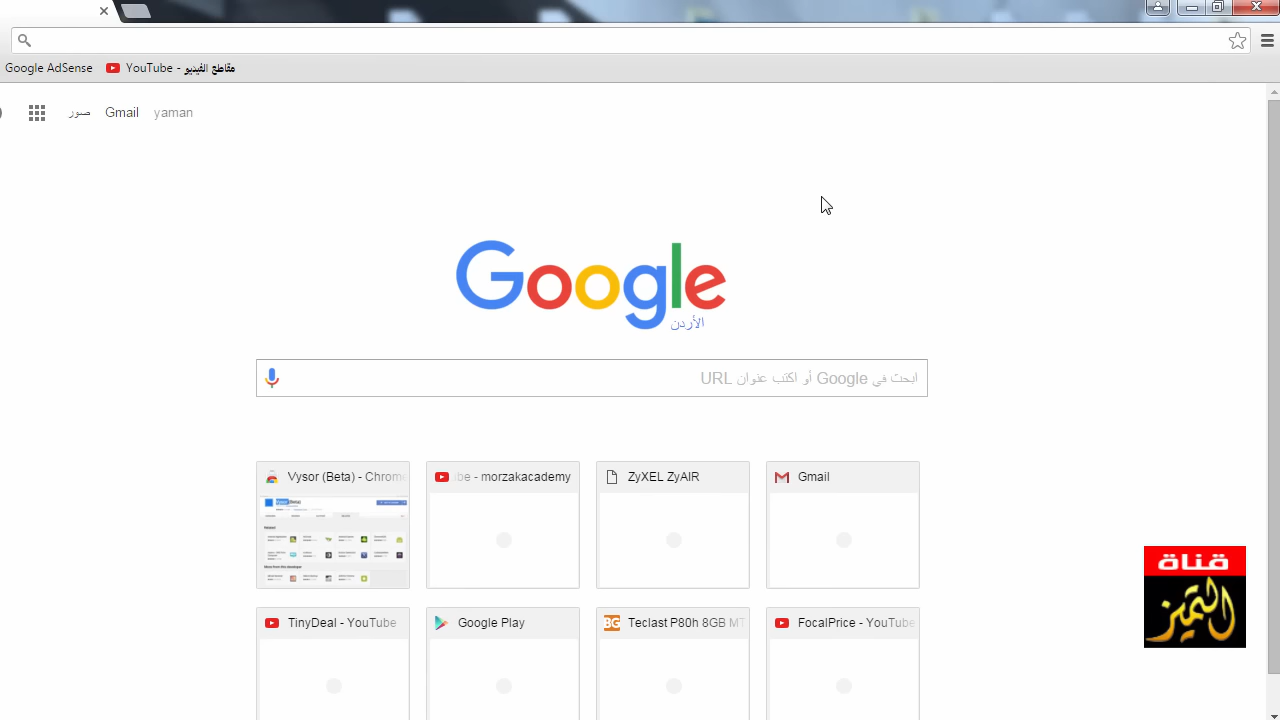 Google AdSense
YouTube - مقاطع الفيديو
صور Gmail yaman
Google
الأردن
ابحث في Google أو اكتب عنوان URL
Vysor (Beta) - Chrome
be - morzakacademy
ZyXEL ZyAIR
Gmail
TinyDeal - YouTube
Google Play
BG Teclast P80h 8GB MT
FocalPrice - YouTube
قناة
التميز